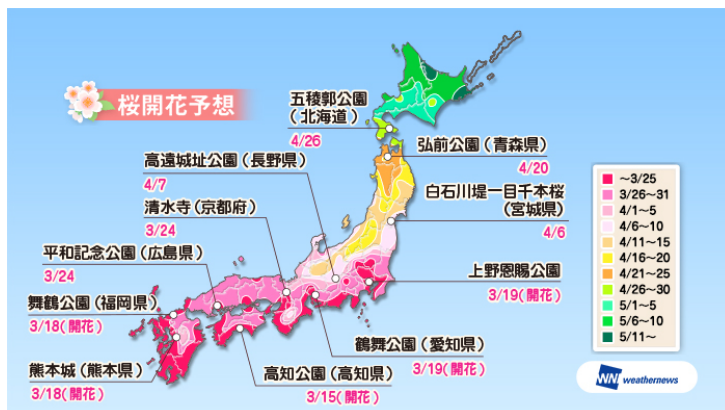 桜開花予想
五稜郭公園
(北海道)
4/26
弘前公園(青森県)
4/20
高遠城址公園(長野県)
4/7
白石川堤一目千本桜
(宮城県)
4/6
清水寺(京都府)
3/24
平和記念公園(広島県)
3/24
上野恩賜公園
3/19(開花)
舞鶴公園(福岡県)
3/18(開花)
鶴舞公園(愛知県)
3/19(開花)
熊本城(熊本県)
3/18(開花)
高知公園(高知県)
3/15(開花)
～3/25
3/26～31
4/1～5
4/6～10
4/11～15
4/16～20
4/21～25
4/26～30
5/1～5
5/6～10
5/11～
WN weathernews